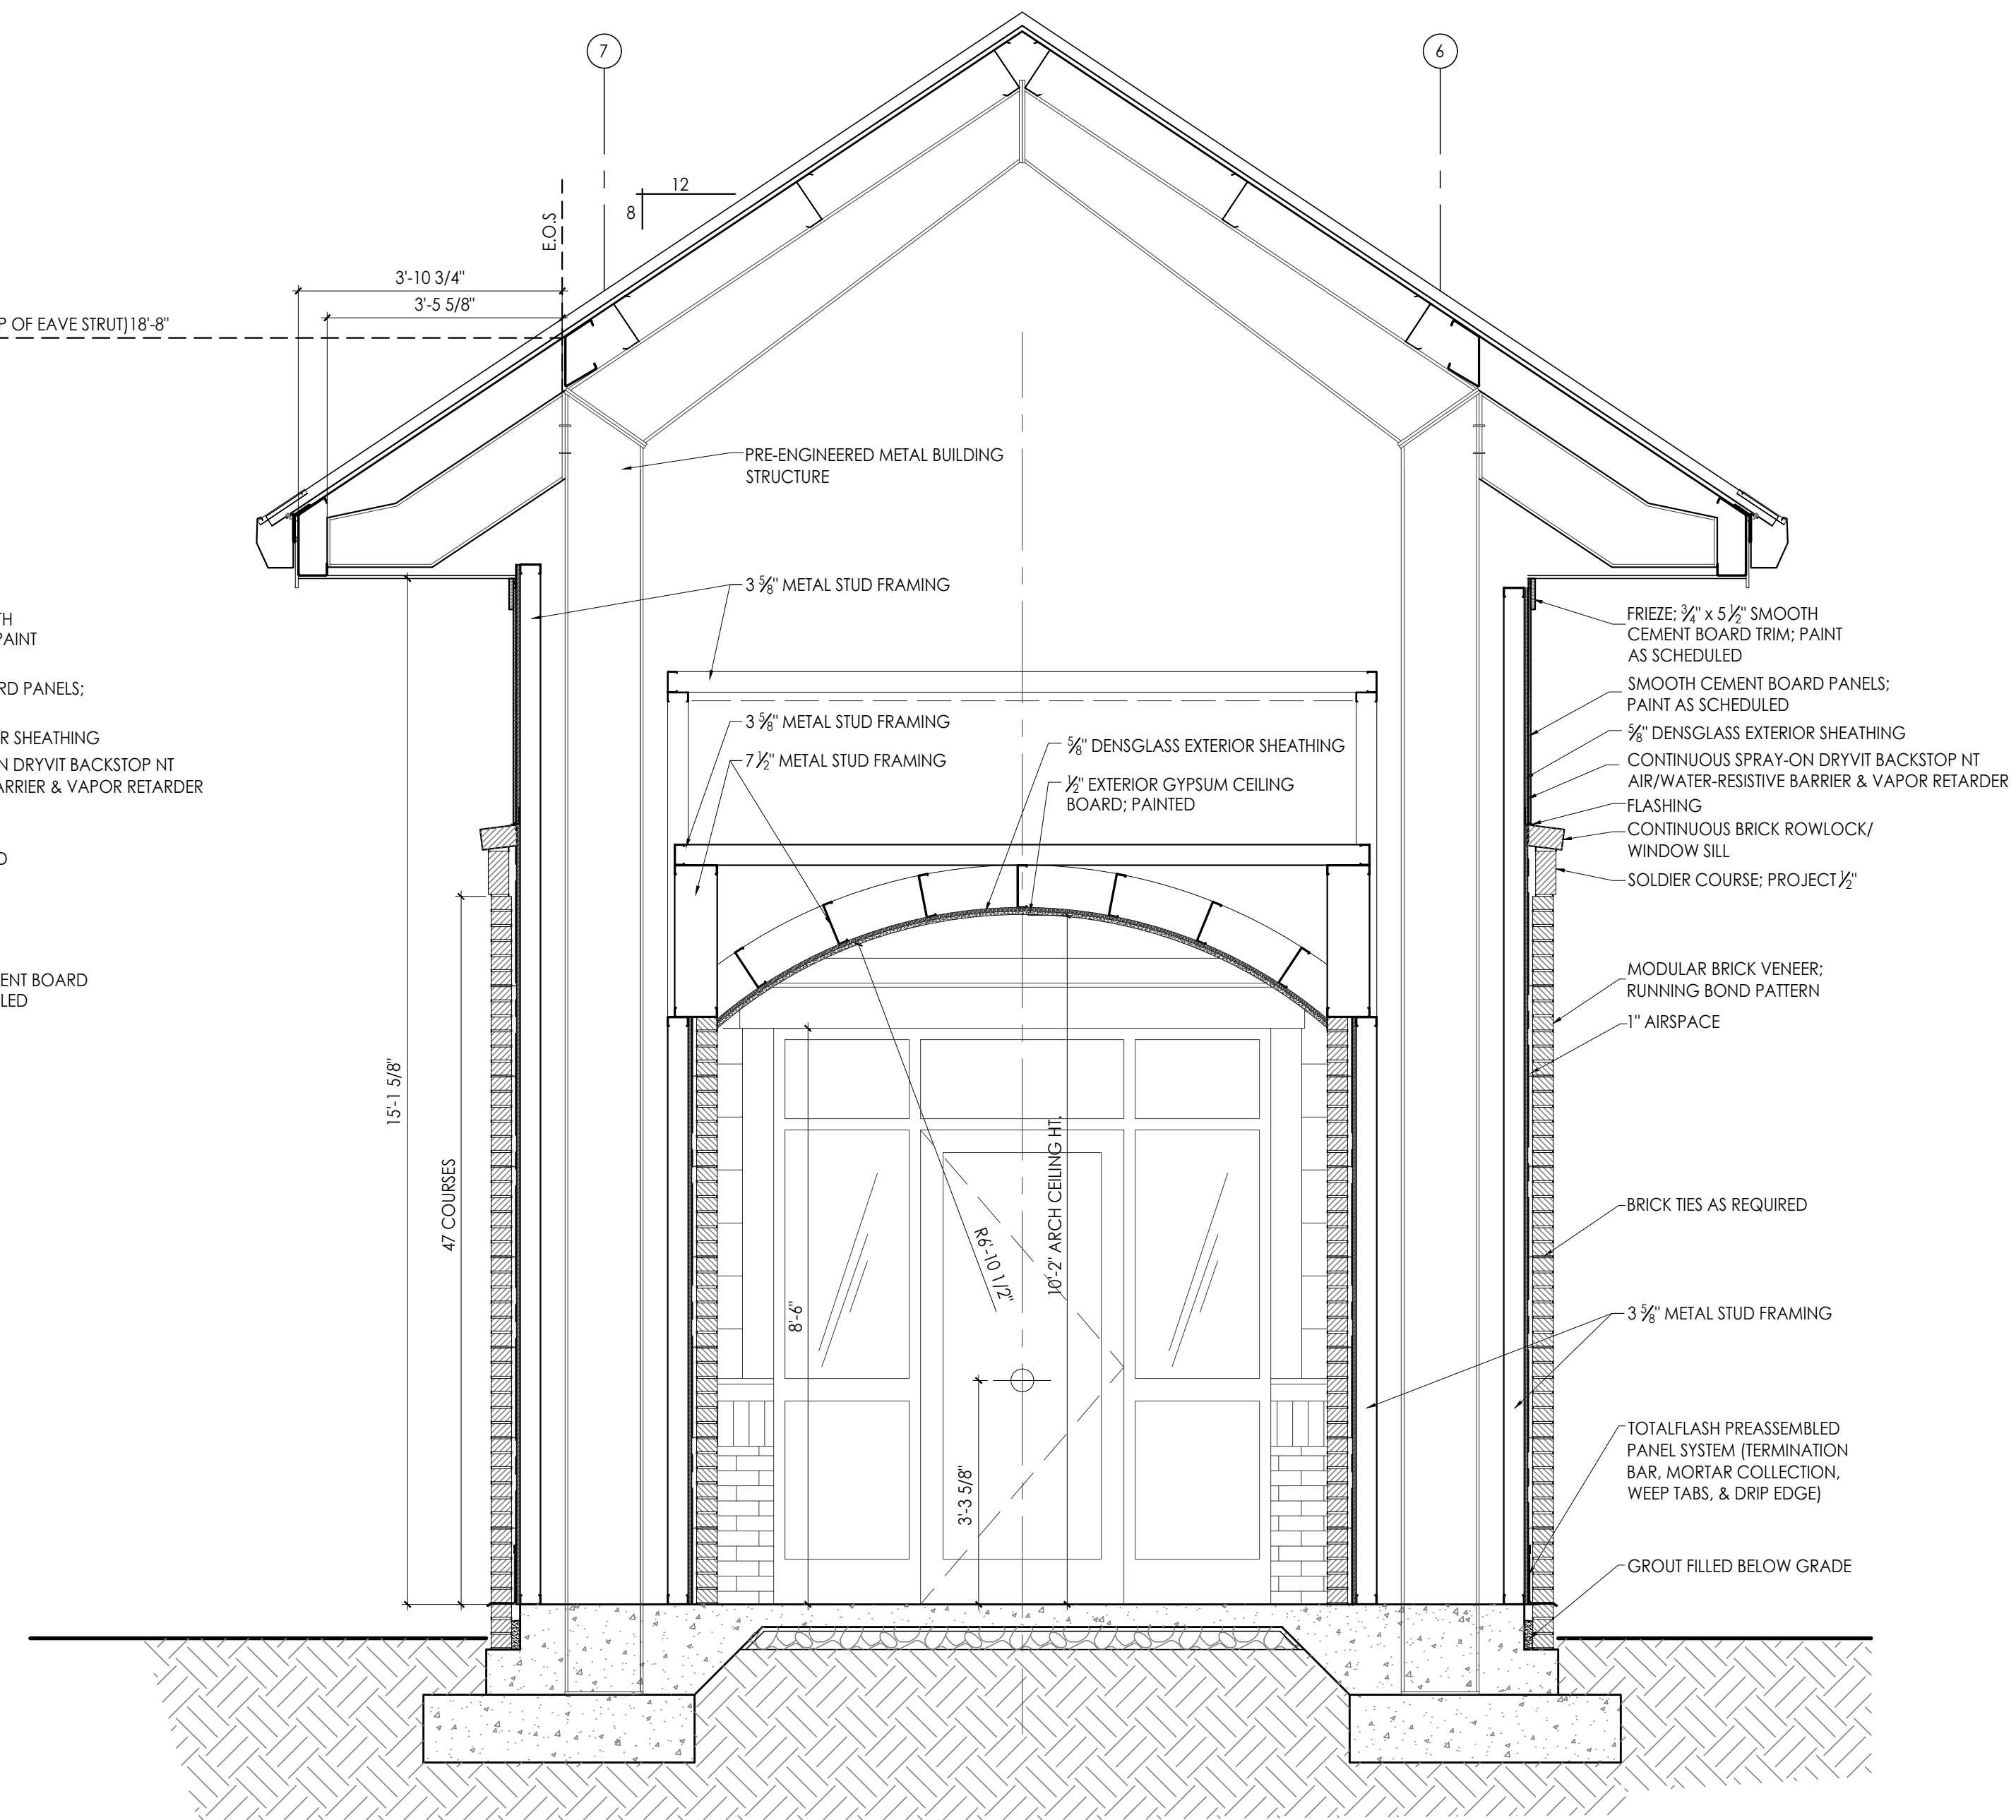 7
6
12
8
E.O.S
3'-10 3/4"
3'-5 5/8"
P OF EAVE STRUT) 18'-8"
PRE-ENGINEERED METAL BUILDING
STRUCTURE
3 5/8" METAL STUD FRAMING
3 5/8" METAL STUD FRAMING
7 1/2" METAL STUD FRAMING
5/8" DENSGLASS EXTERIOR SHEATHING
1/2" EXTERIOR GYPSUM CEILING
BOARD; PAINTED
TH
PAINT
RD PANELS;
R SHEATHING
N DRYVIT BACKSTOP NT
ARRIER & VAPOR RETARDER
D
ENT BOARD
LED
15'-1 5/8"
47 COURSES
8'-6"
R6'-10 1/2"
10'-2" ARCH CEILING HT.
3'-3 5/8"
FRIEZE; 3/4" x 5 1/2" SMOOTH
CEMENT BOARD TRIM; PAINT
AS SCHEDULED
SMOOTH CEMENT BOARD PANELS;
PAINT AS SCHEDULED
5/8" DENSGLASS EXTERIOR SHEATHING
CONTINUOUS SPRAY-ON DRYVIT BACKSTOP NT
AIR/WATER-RESISTIVE BARRIER & VAPOR RETARDER
FLASHING
CONTINUOUS BRICK ROWLOCK/
WINDOW SILL
SOLDIER COURSE; PROJECT 1/2"
MODULAR BRICK VENEER;
RUNNING BOND PATTERN
1" AIRSPACE
BRICK TIES AS REQUIRED
3 5/8" METAL STUD FRAMING
TOTALFLASH PREASSEMBLED
PANEL SYSTEM (TERMINATION
BAR, MORTAR COLLECTION,
WEEP TABS, & DRIP EDGE)
GROUT FILLED BELOW GRADE